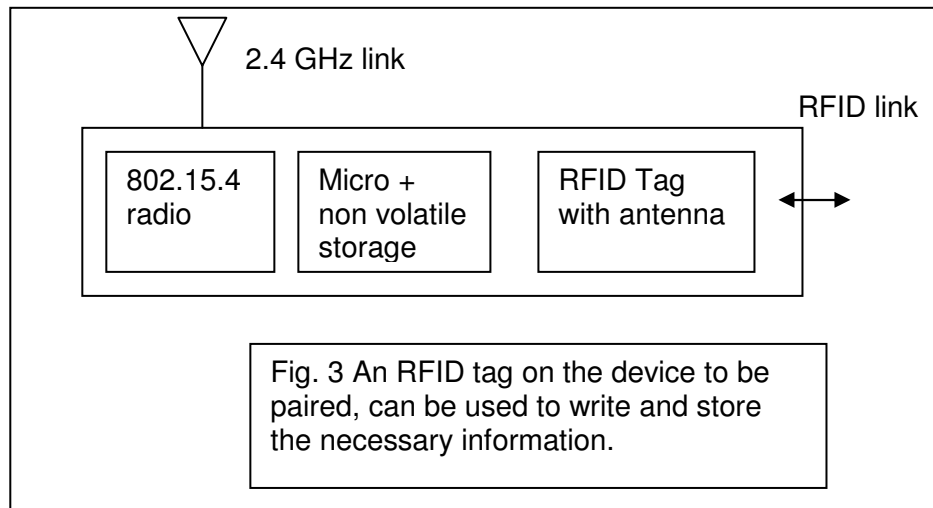 2.4 GHz link
RFID link
802.15.4
radio
Micro +
non volatile
storage
RFID Tag
with antenna
Fig. 3 An RFID tag on the device to be
paired, can be used to write and store
the necessary information.